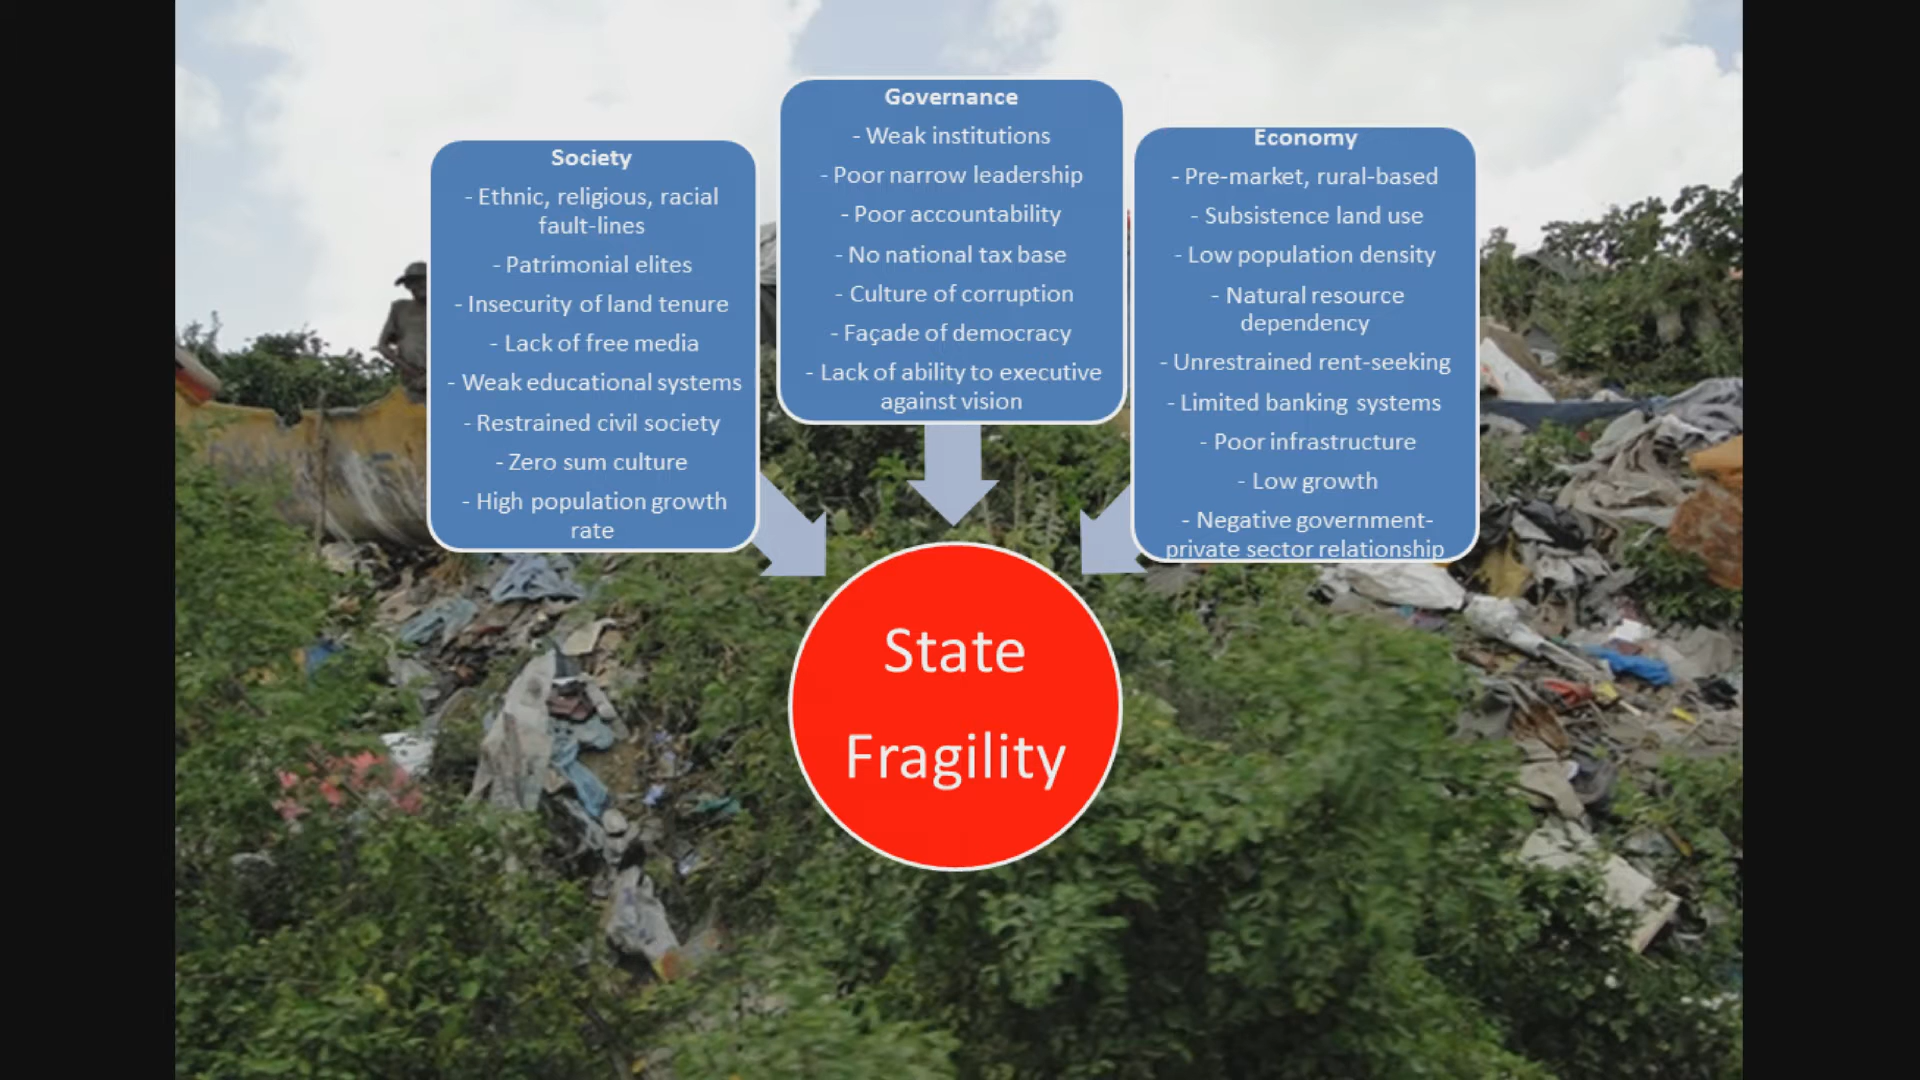 Society
- Ethnic, religious, racial
fault-lines
- Patrimonial elites
- Insecurity of land tenure
- Lack of free media
- Weak educational systems
- Restrained civil society
- Zero sum culture
- High population growth
rate
Governance
- Weak institutions
- Poor narrow leadership
- Poor accountability
- No national tax base
- Culture of corruption
- Façade of democracy
- Lack of ability to executive
against vision
Economy
- Pre-market, rural-based
- Subsistence land use
- Low population density
- Natural resource
dependency
- Unrestrained rent-seeking
- Limited banking systems
- Poor infrastructure
- Low growth
- Negative government-
private sector relationship
State
Fragility